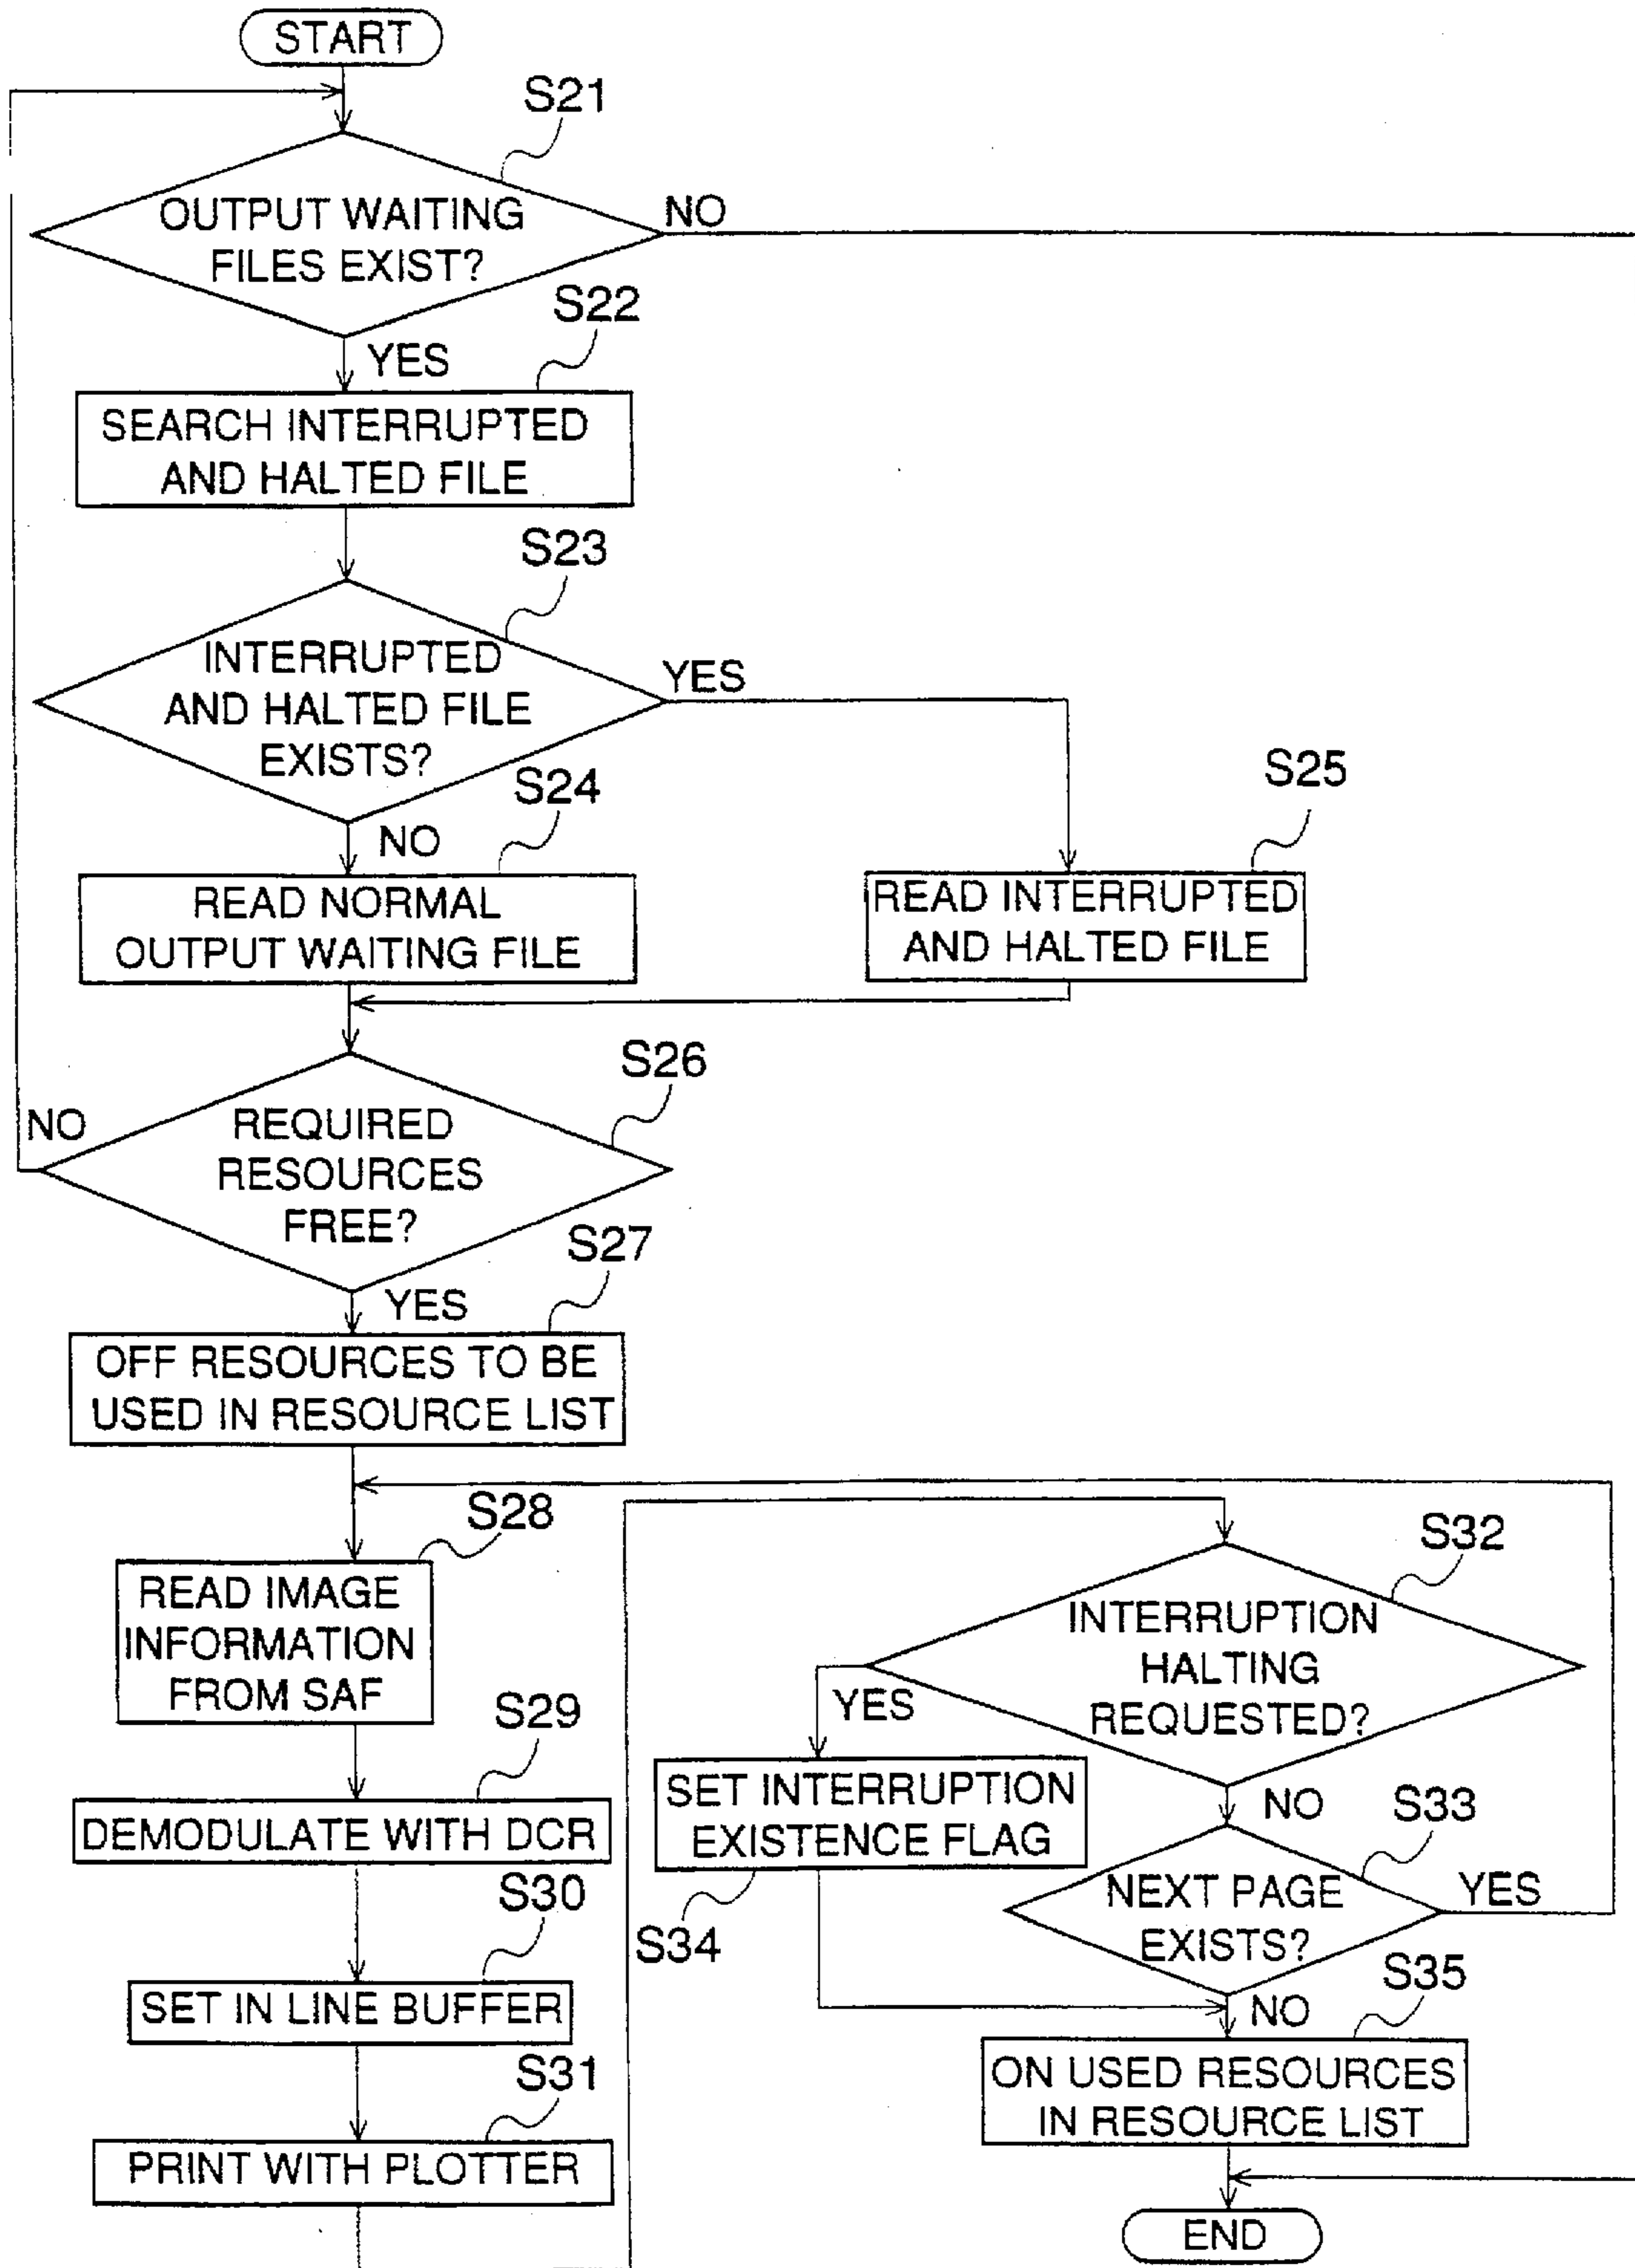 START
S21
OUTPUT WAITING
FILES EXIST?
NO
S22
YES
SEARCH INTERRUPTED
AND HALTED FILE
S23
INTERRUPTED
AND HALTED FILE
EXISTS?
YES
S24
S25
NO
READ NORMAL
OUTPUT WAITING FILE
READ INTERRUPTED
AND HALTED FILE
S26
NO
REQUIRED
RESOURCES
FREE?
S27
YES
OFF RESOURCES TO BE
USED IN RESOURCE LIST
S28
READ IMAGE
INFORMATION
FROM SAF
S29
DEMODULATE WITH DCR
S30
SET IN LINE BUFFER
S31
PRINT WITH PLOTTER
S32
INTERRUPTION
HALTING
REQUESTED?
YES
SET INTERRUPTION
EXISTENCE FLAG
S34
NO
S33
NEXT PAGE
EXISTS?
YES
S35
NO
ON USED RESOURCES
IN RESOURCE LIST
END